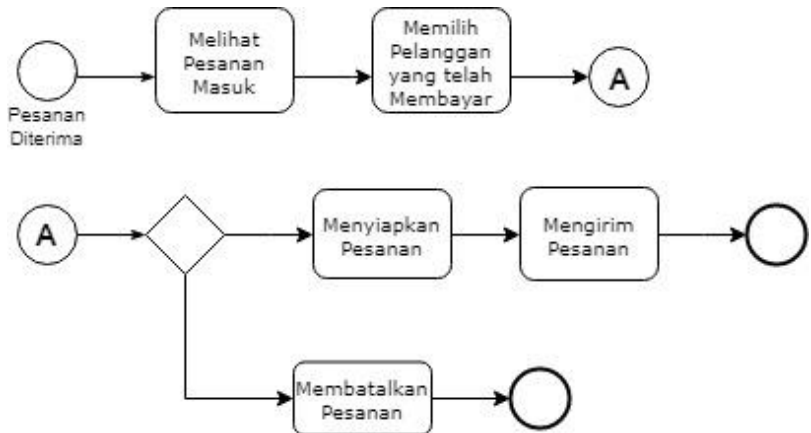 Melihat
Pesanan
Masuk
Memilih
Pelanggan
yang telah
Membayar
A
Pesanan
Diterima
A
Menyiapkan
Pesanan
Mengirim
Pesanan
Membatalkan
Pesanan